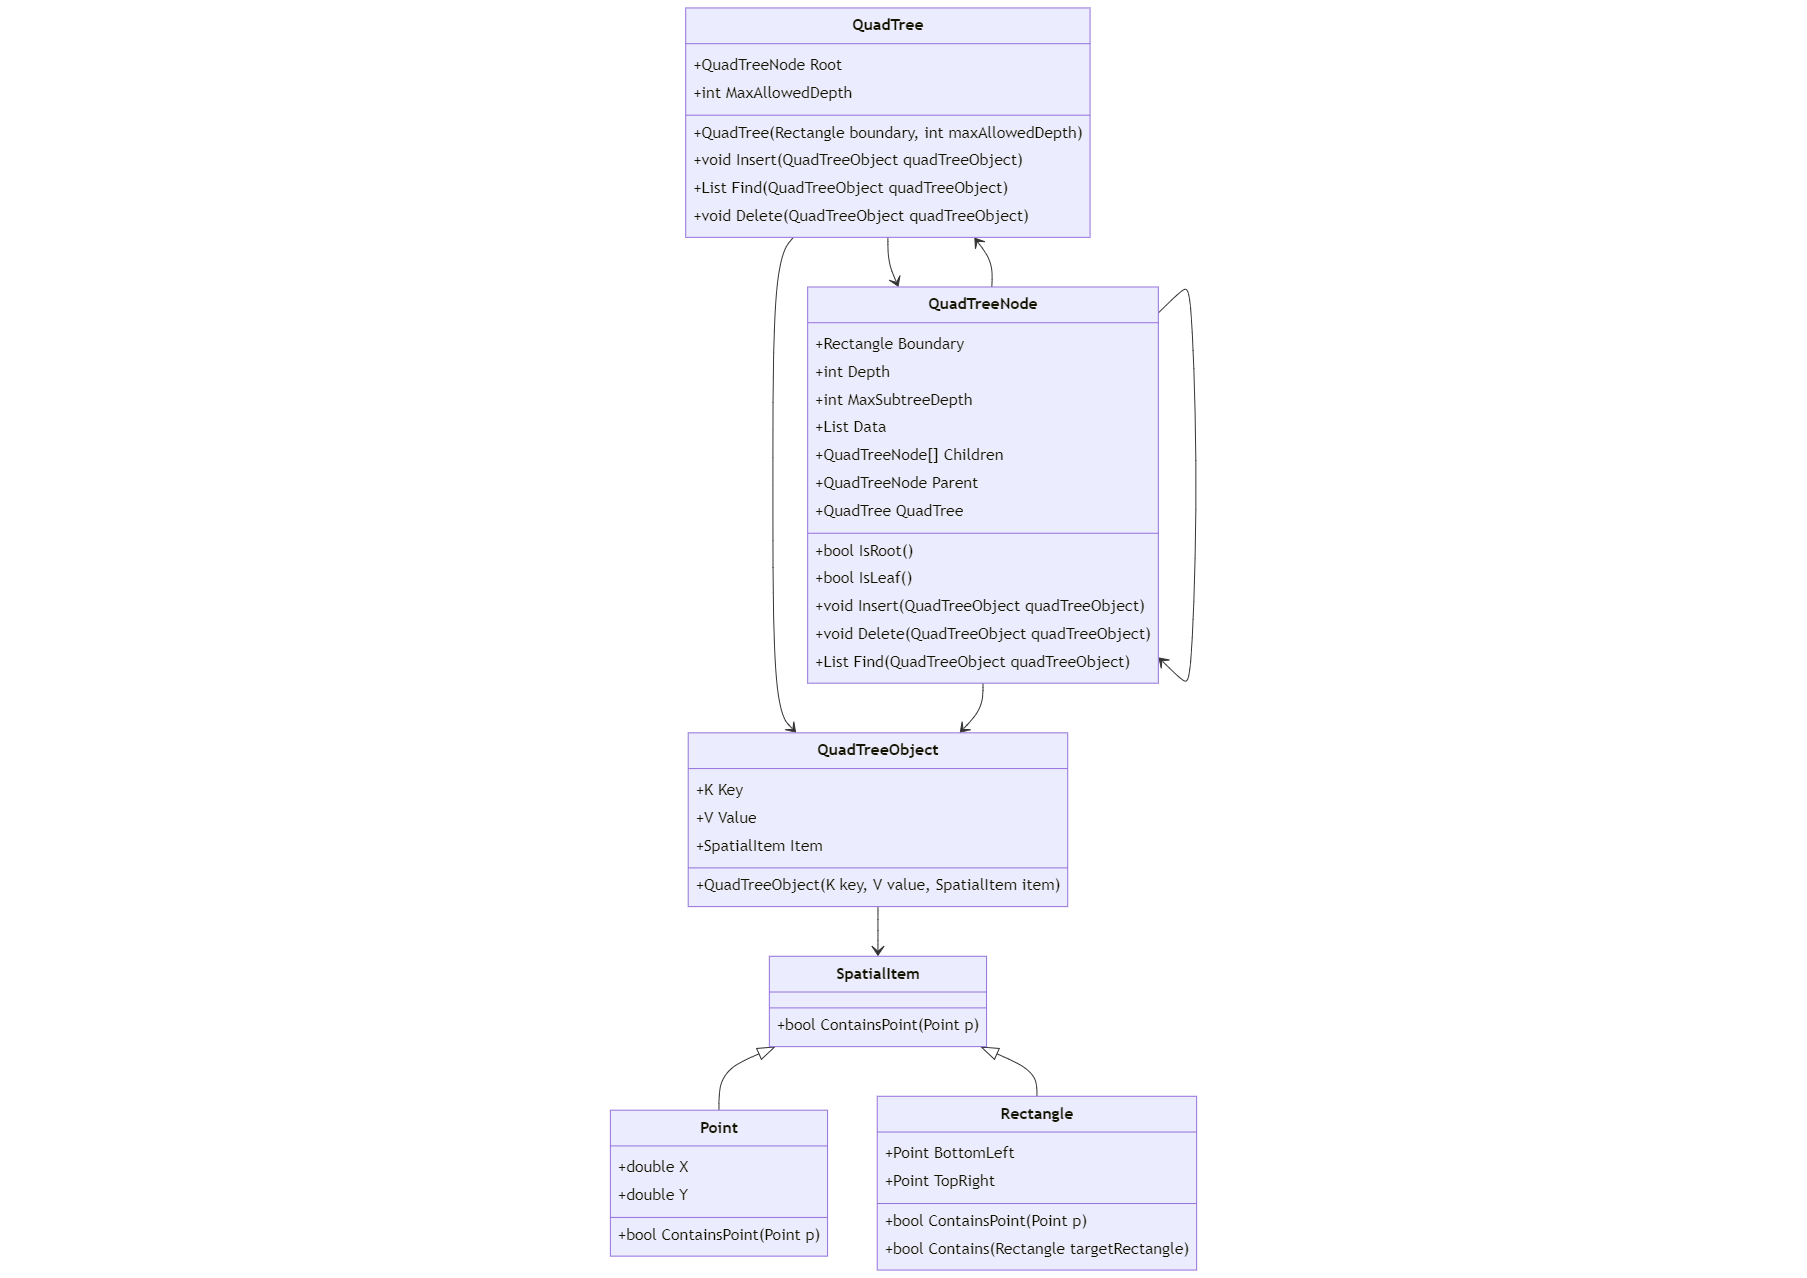 QuadTree
+QuadTreeNode Root
+int MaxAllowedDepth
+QuadTree(Rectangle boundary, int maxAllowedDepth)
+void Insert(QuadTreeObject quadTreeObject)
+List Find(QuadTreeObject quadTreeObject)
+void Delete(QuadTreeObject quadTreeObject)
QuadTreeNode
+Rectangle Boundary
+int Depth
+int MaxSubtreeDepth
+List Data
+QuadTreeNode[] Children
+QuadTreeNode Parent
+QuadTree QuadTree
+bool IsRoot()
+bool IsLeaf()
+void Insert(QuadTreeObject quadTreeObject)
+void Delete(QuadTreeObject quadTreeObject)
+List Find(QuadTreeObject quadTreeObject)
QuadTreeObject
+K Key
+V Value
+SpatialItem Item
+QuadTreeObject(K key, V value, SpatialItem item)
SpatialItem
+bool ContainsPoint(Point p)
Point
+double X
+double Y
+bool ContainsPoint(Point p)
Rectangle
+Point BottomLeft
+Point TopRight
+bool ContainsPoint(Point p)
+bool Contains(Rectangle targetRectangle)